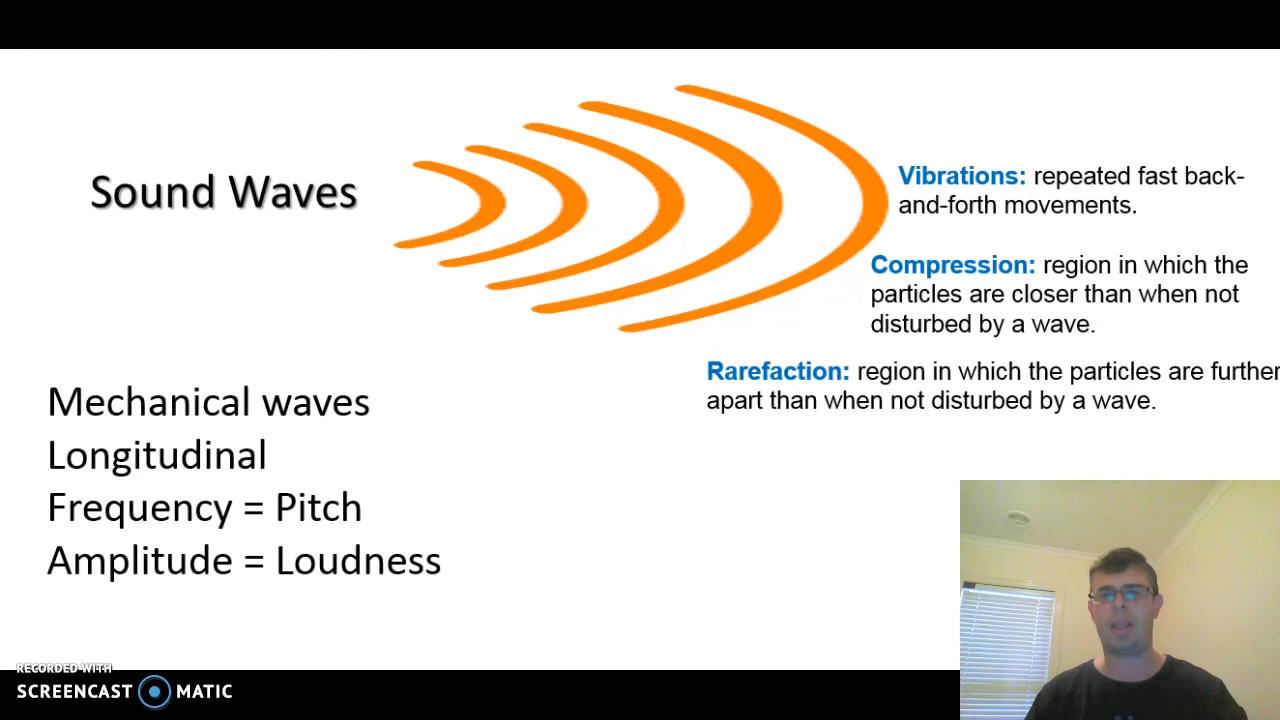 Sound Waves
Vibrations: repeated fast back-
and-forth movements.
Compression: region in which the
particles are closer than when not
disturbed by a wave.
Rarefaction: region in which the particles are further
apart than when not disturbed by a wave.
Mechanical waves
Longitudinal
Frequency = Pitch
Amplitude = Loudness
RECORDED WITH
SCREENCAST MATIC